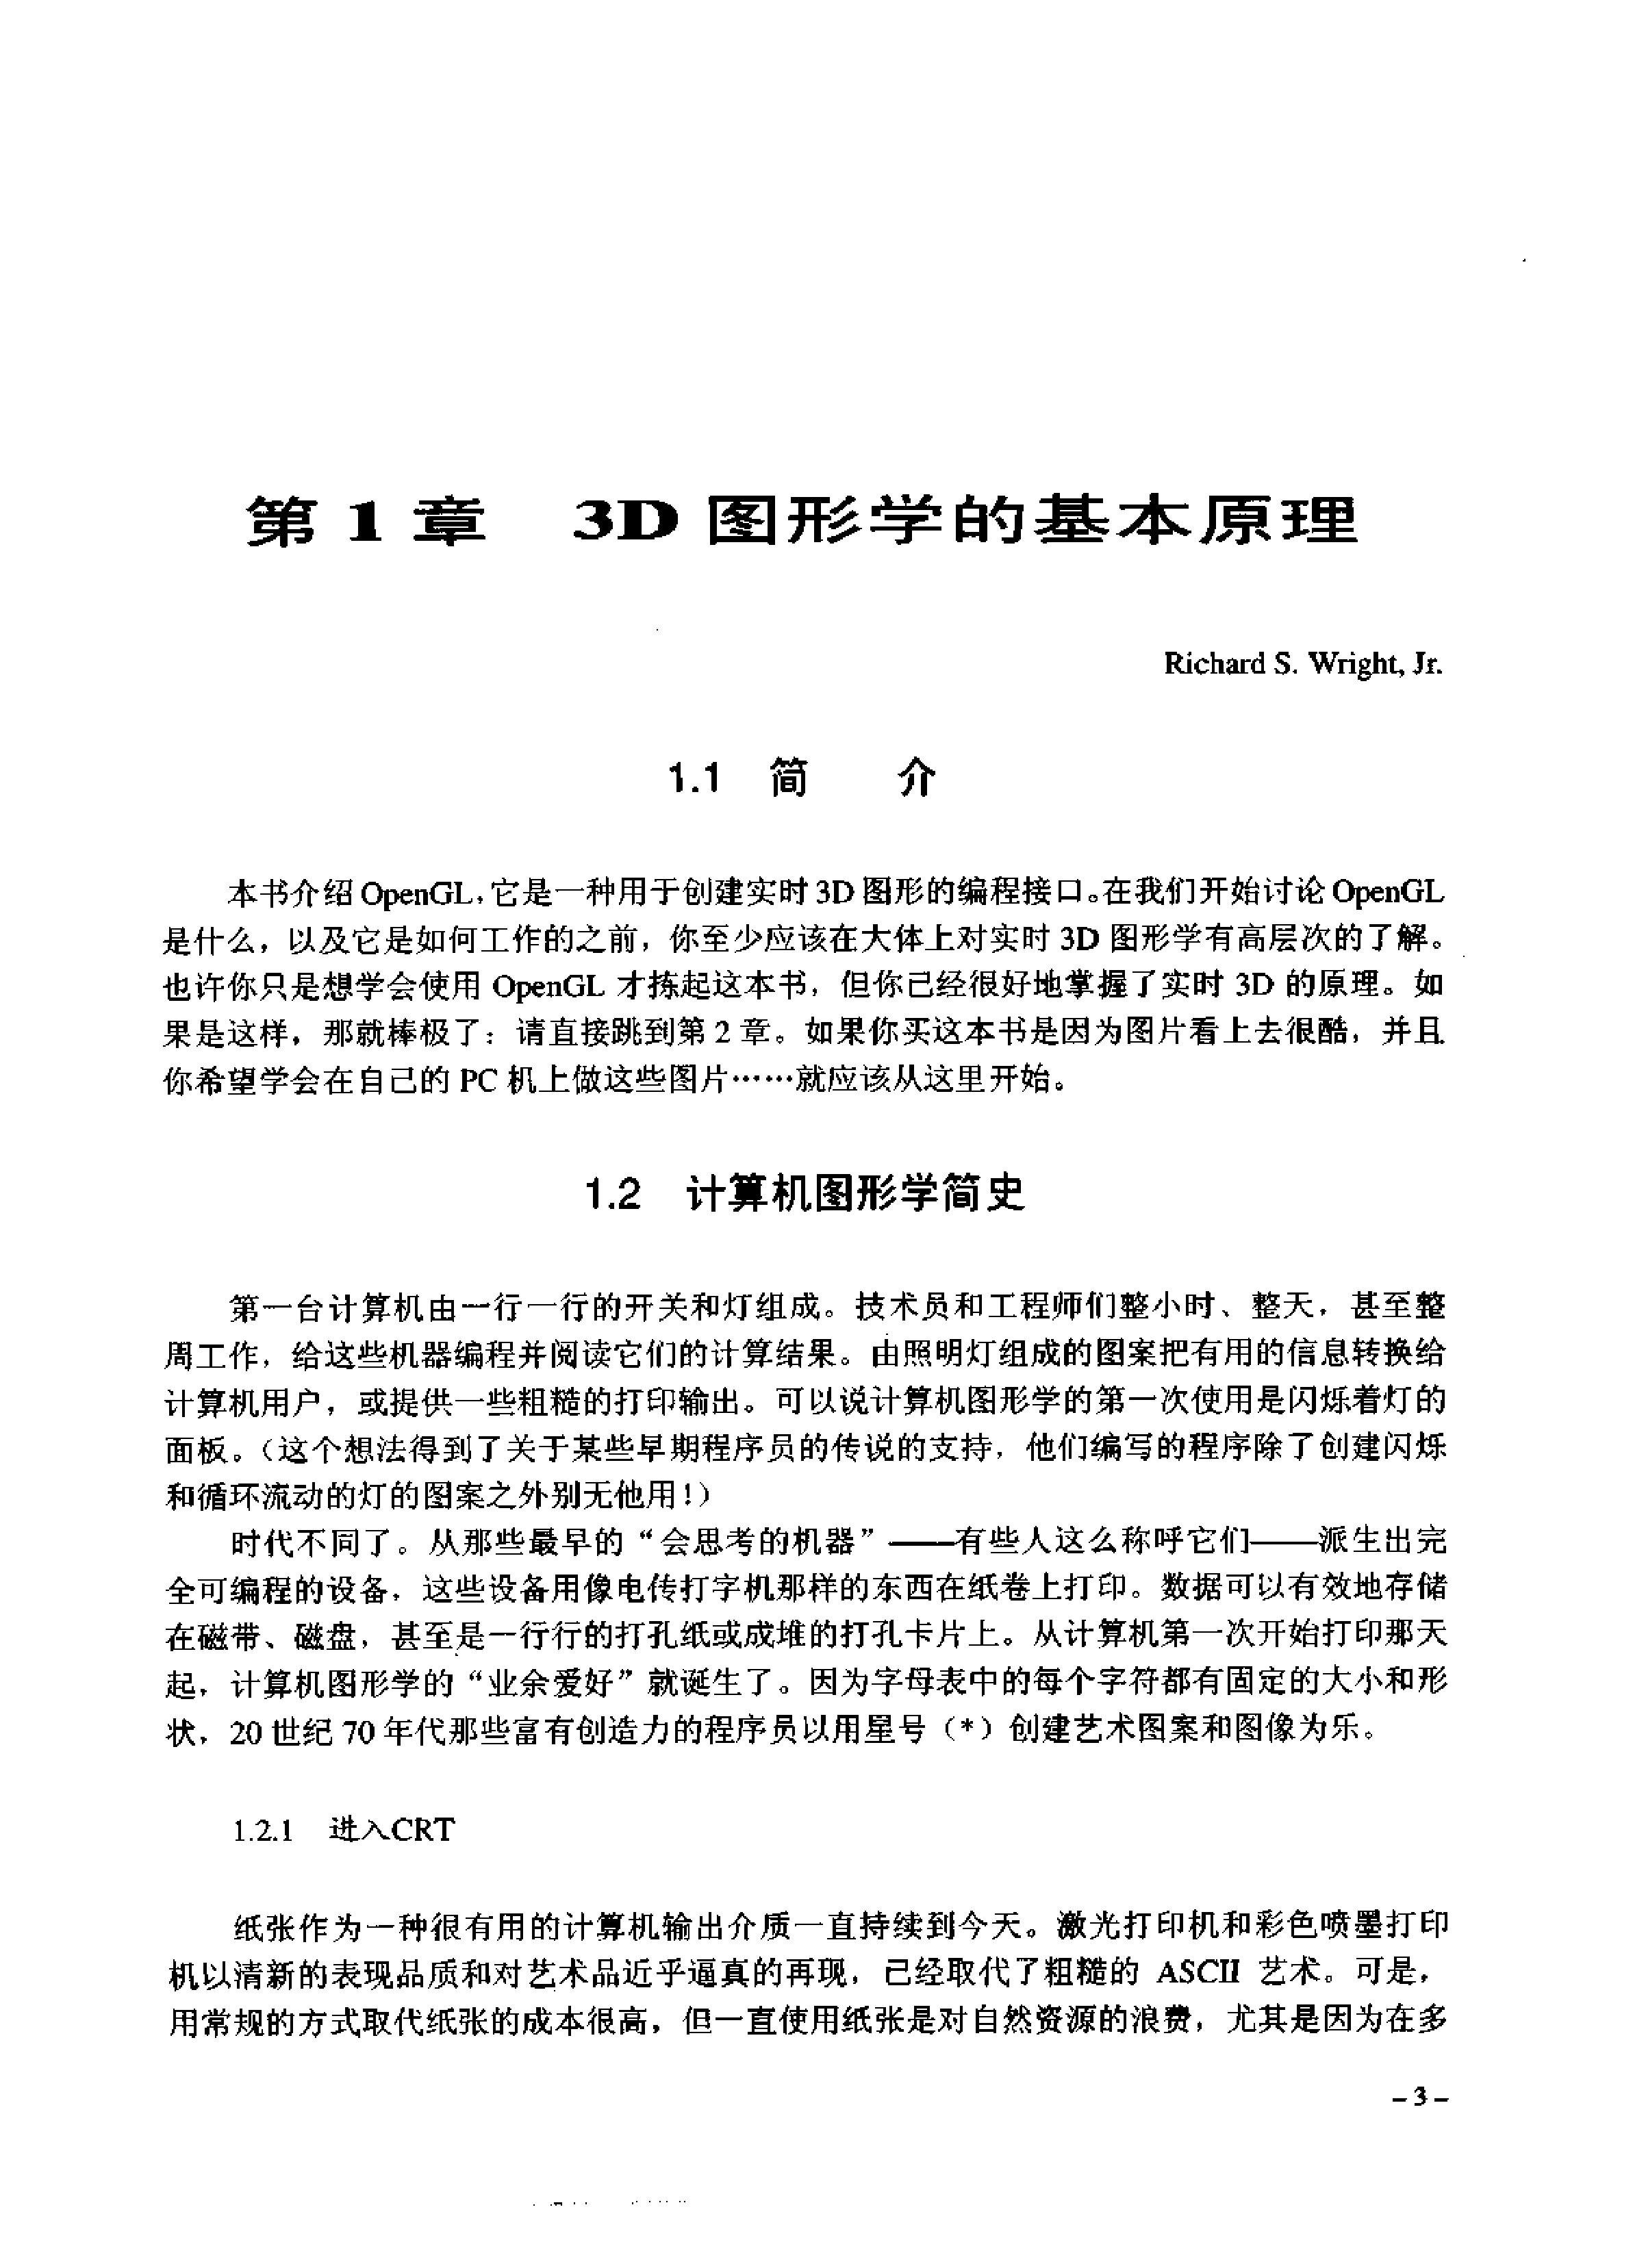 第 1 章 3D 图形学的基本原理
Richard S. Wright, Jr.
1.1 简 介
本书介绍 OpenGL，它是一种用于创建实时 3D 图形的编程接口。在我们开始讨论 OpenGL
是什么，以及它是如何工作的之前，你至少应该在大体上对实时 3D 图形学有高层次的了解。
也许你只是想学会使用 OpenGL 才拣起这本书，但你已经很好地掌握了实时 3D 的原理。如
果是这样，那就棒极了：请直接跳到第 2 章。如果你买这本书是因为图片看上去很酷，并且
你希望学会在自己的 PC 机上做这些图片……就应该从这里开始。
1.2 计算机图形学简史
第一台计算机由一行一行的开关和灯组成。技术员和工程师们整小时、整天，甚至整
周工作，给这些机器编程并阅读它们的计算结果。由照明灯组成的图案把有用的信息转换给
计算机用户，或提供一些粗糙的打印输出。可以说计算机图形学的第一次使用是闪烁着灯的
面板。（这个想法得到了关于某些早期程序员的传说的支持，他们编写的程序除了创建闪烁
和循环流动的灯的图案之外别无他用！）
时代不同了。从那些最早的“会思考的机器”——有些人这么称呼它们——派生出完
全可编程的设备，这些设备用像电传打字机那样的东西在纸卷上打印。数据可以有效地存储
在磁带、磁盘，甚至是一行行的打孔纸或成堆的打孔卡片上。从计算机第一次开始打印那天
起，计算机图形学的“业余爱好”就诞生了。因为字母表中的每个字符都有固定的大小和形
状，20 世纪 70 年代那些富有创造力的程序员以用星号（*）创建艺术图案和图像为乐。
1.2.1 进入CRT
纸张作为一种很有用的计算机输出介质一直持续到今天。激光打印机和彩色喷墨打印
机以清新的表现品质和对艺术品近乎逼真的再现，已经取代了粗糙的 ASCII 艺术。可是，
用常规的方式取代纸张的成本很高，但一直使用纸张是对自然资源的浪费，尤其是因为在多
– 3 –